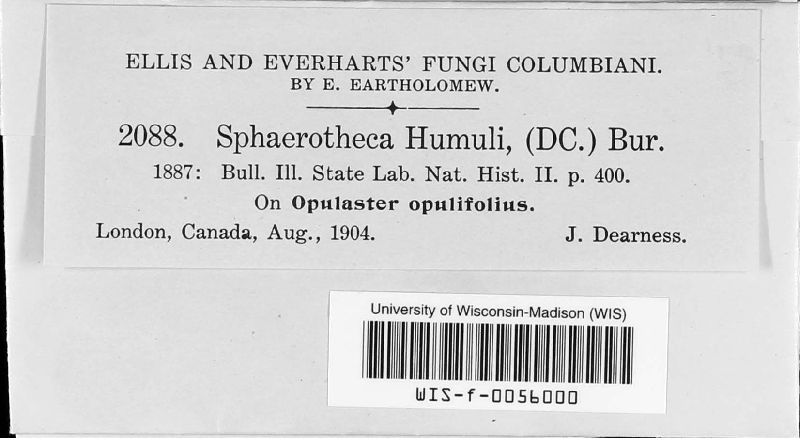 ELLIS AND EVERHARTS' FUNGI COLUMBIANI.
BY E. EARTHOLOMEW.
2088. Sphaerotheca Humuli, (DC.) Bur.
1887: Bull. Ill. State Lab. Nat. Hist. II. p. 400.
On Opulaster opulifolius.
London, Canada, Aug., 1904. J. Dearness.
University of Wisconsin-Madison (WIS)
WIS-f-0056000